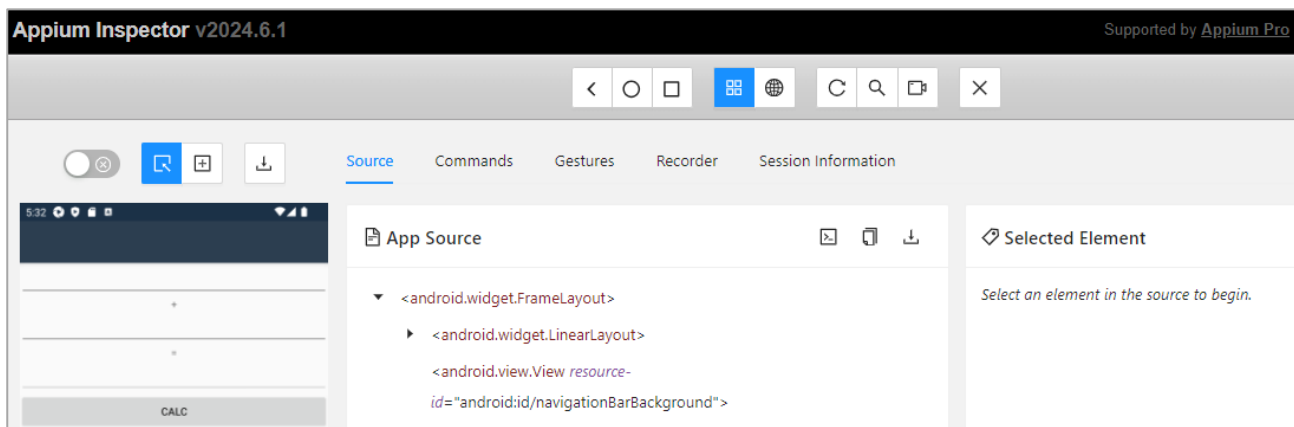 Appium Inspector v2024.6.1
Supported by Appium Pro
Source Commands Gestures Recorder Session Information
5:32
App Source
Selected Element
<android.widget.FrameLayout>
Select an element in the source to begin.
+
<android.widget.LinearLayout>
=
<android.view.View resource-
id="android:id/navigationBarBackground">
CALC